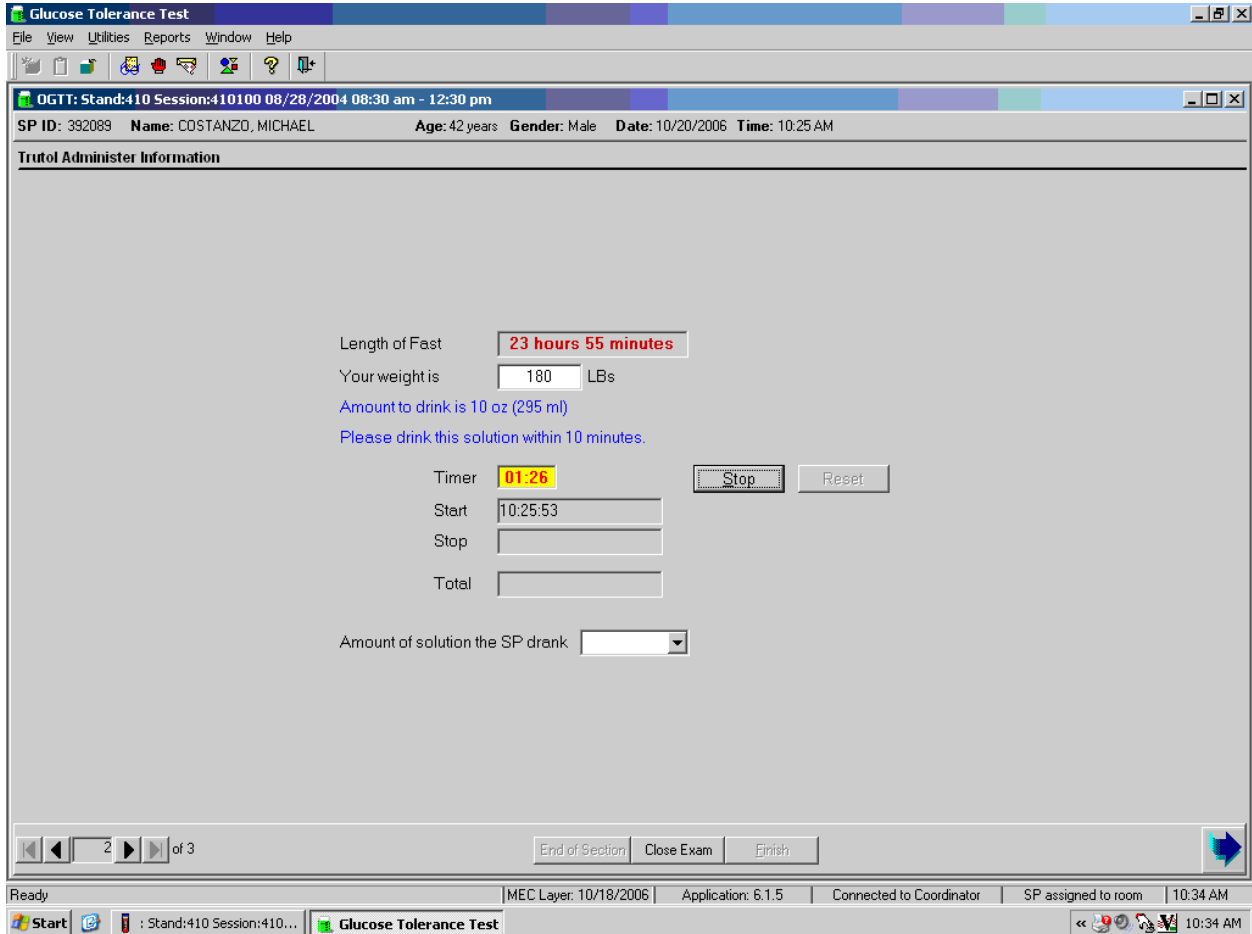 Glucose Tolerance Test
File View Utilities Reports Window Help
OGTT: Stand:410 Session:410100 08/28/2004 08:30 am - 12:30 pm
SP ID: 392089 Name: COSTANZO, MICHAEL Age: 42 years Gender: Male Date: 10/20/2006 Time: 10:25 AM
Trutol Administer Information
Length of Fast 23 hours 55 minutes
Your weight is 180 LBs
Amount to drink is 10 oz (295 ml)
Please drink this solution within 10 minutes.
Timer 01:26 Stop Reset
Start 10:25:53
Stop
Total
Amount of solution the SP drank
2 of 3 End of Section Close Exam Finish
Ready MEC Layer: 10/18/2006 Application: 6.1.5 Connected to Coordinator SP assigned to room 10:34 AM
Start : Stand:410 Session:410... Glucose Tolerance Test « 10:34 AM